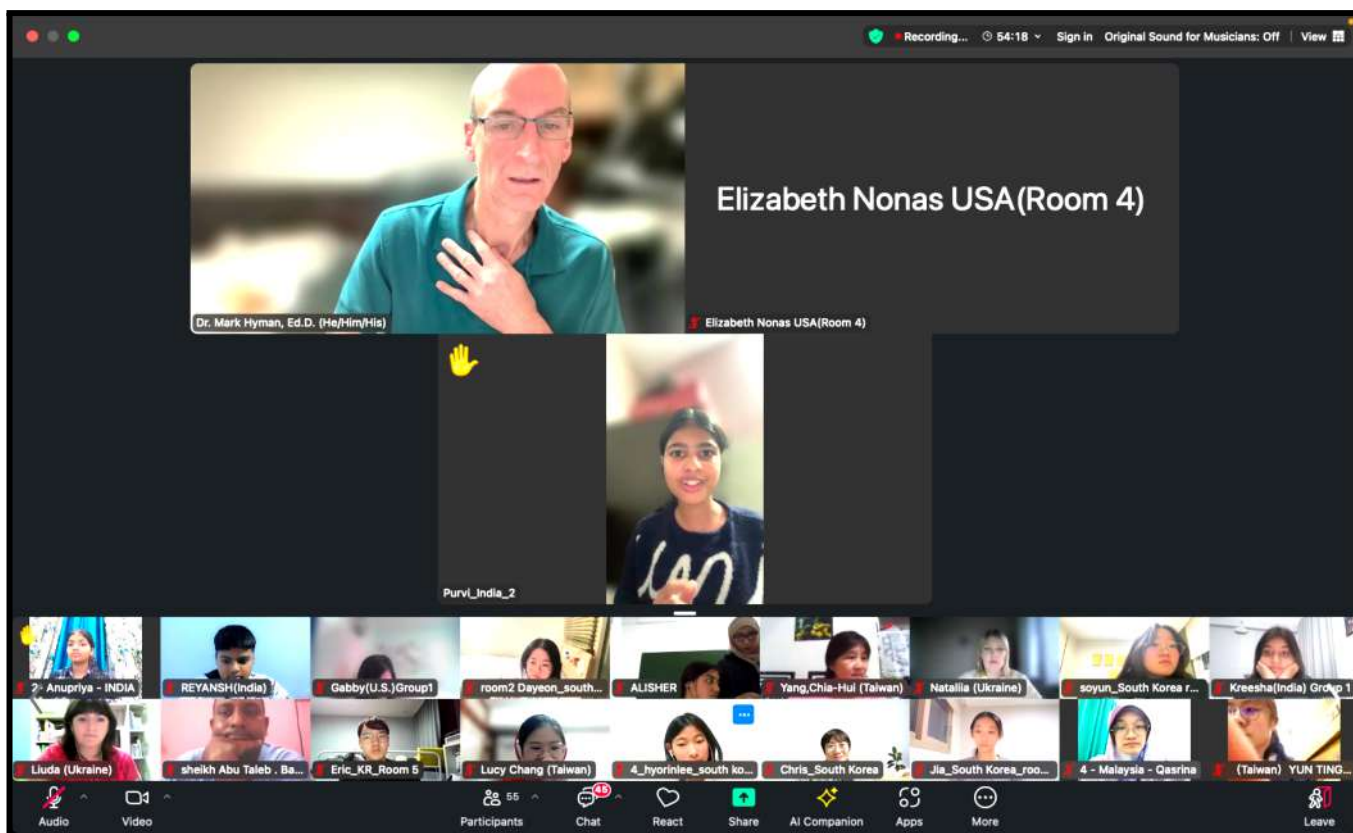 Recording... 54:18 Sign in Original Sound for Musicians: Off View
Elizabeth Nonas USA(Room 4)
Dr. Mark Hyman, Ed.D. (He/Him/His)
Elizabeth Nonas USA(Room 4)
Purvi_India_2
2- Anupriya - INDIA
REYANSH(India)
Gabby(U.S.)Group1
room2 Dayeon_south...
ALISHER
Yang,Chia-Hui (Taiwan)
Nataliia (Ukraine)
soyun_South Korea r...
Kreesha(India) Group 1
Liuda (Ukraine)
sheikh Abu Taleb . Ba...
Eric_KR_Room 5
Lucy Chang (Taiwan)
4_hyorinlee_south ko...
Chris_South Korea
Jia_South Korea_roo...
4 - Malaysia - Qasrina
(Taiwan) YUN TING...
Audio
Video
55
Participants
45
Chat
React
Share
AI Companion
Apps
More
Leave